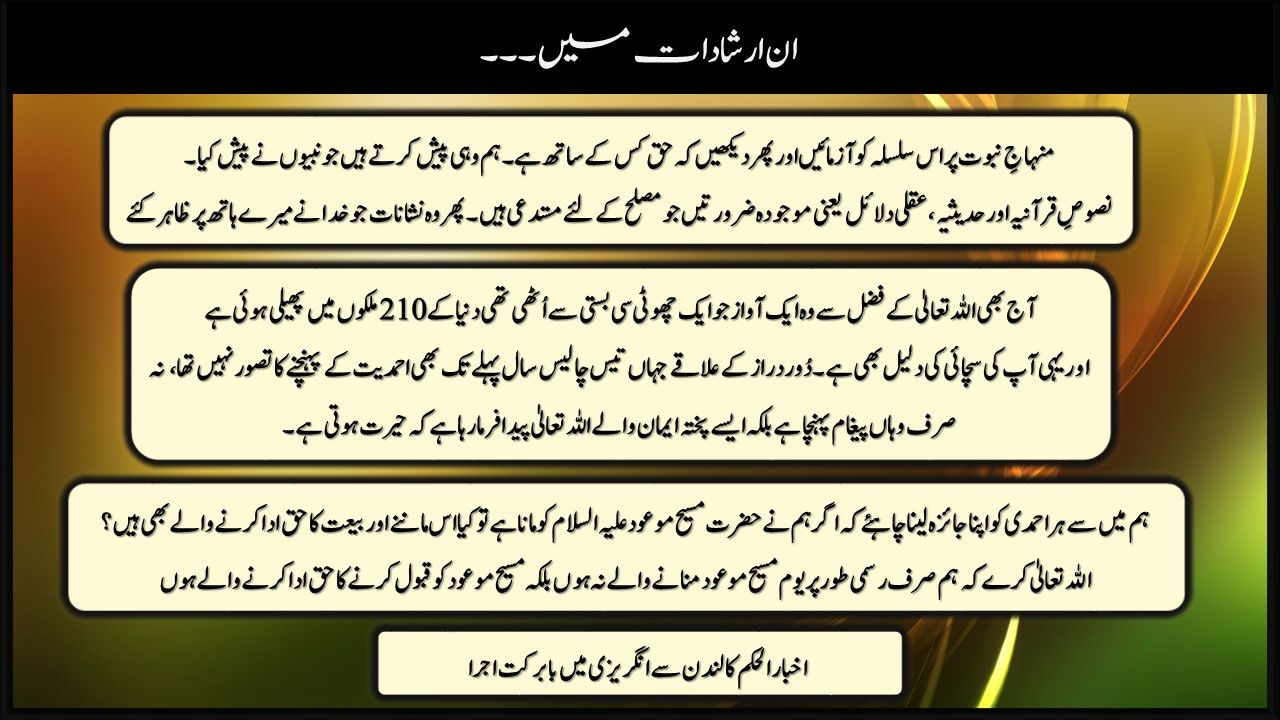 ان ارشادات میں۔۔۔
منہاجِ نبوت پر اس سلسلہ کو آزمائیں اور پھر دیکھیں کہ حق کس کے ساتھ ہے۔ ہم وہی پیش کرتے ہیں جو نبیوں نے پیش کیا۔
نصوصِ قرآنیہ اور حدیثیہ، عقلی دلائل یعنی موجودہ ضرورتیں جو مصلح کے لئے مستدعی ہیں۔ پھر وہ نشانات جو خدا نے میرے ہاتھ پر ظاہر کئے
آج بھی اللہ تعالیٰ کے فضل سے وہ ایک آواز جو ایک چھوٹی سی بستی سے اُٹھی تھی دنیا کے 210 ملکوں میں پھیلی ہوئی ہے
اور یہی آپ کی سچائی کی دلیل بھی ہے۔ دُور دراز کے علاقے جہاں تیس چالیس سال پہلے تک بھی احمدیت کے پہنچنے کا تصور نہیں تھا، نہ
صرف وہاں پیغام پہنچا ہے بلکہ ایسے پختہ ایمان والے اللہ تعالیٰ پیدا فرما رہا ہے کہ حیرت ہوتی ہے۔
ہم میں سے ہر احمدی کو اپنا جائزہ لینا چاہئے کہ اگر ہم نے حضرت مسیح موعود علیہ السلام کو مانا ہے تو کیا اس ماننے اور بیعت کا حق ادا کرنے والے بھی ہیں؟
اللہ تعالیٰ کرے کہ ہم صرف رسمی طور پر یوم مسیح موعود منانے والے نہ ہوں بلکہ مسیح موعود کو قبول کرنے کا حق ادا کرنے والے ہوں
اخبار الحکم کا لندن سے انگریزی میں بابرکت اجرا